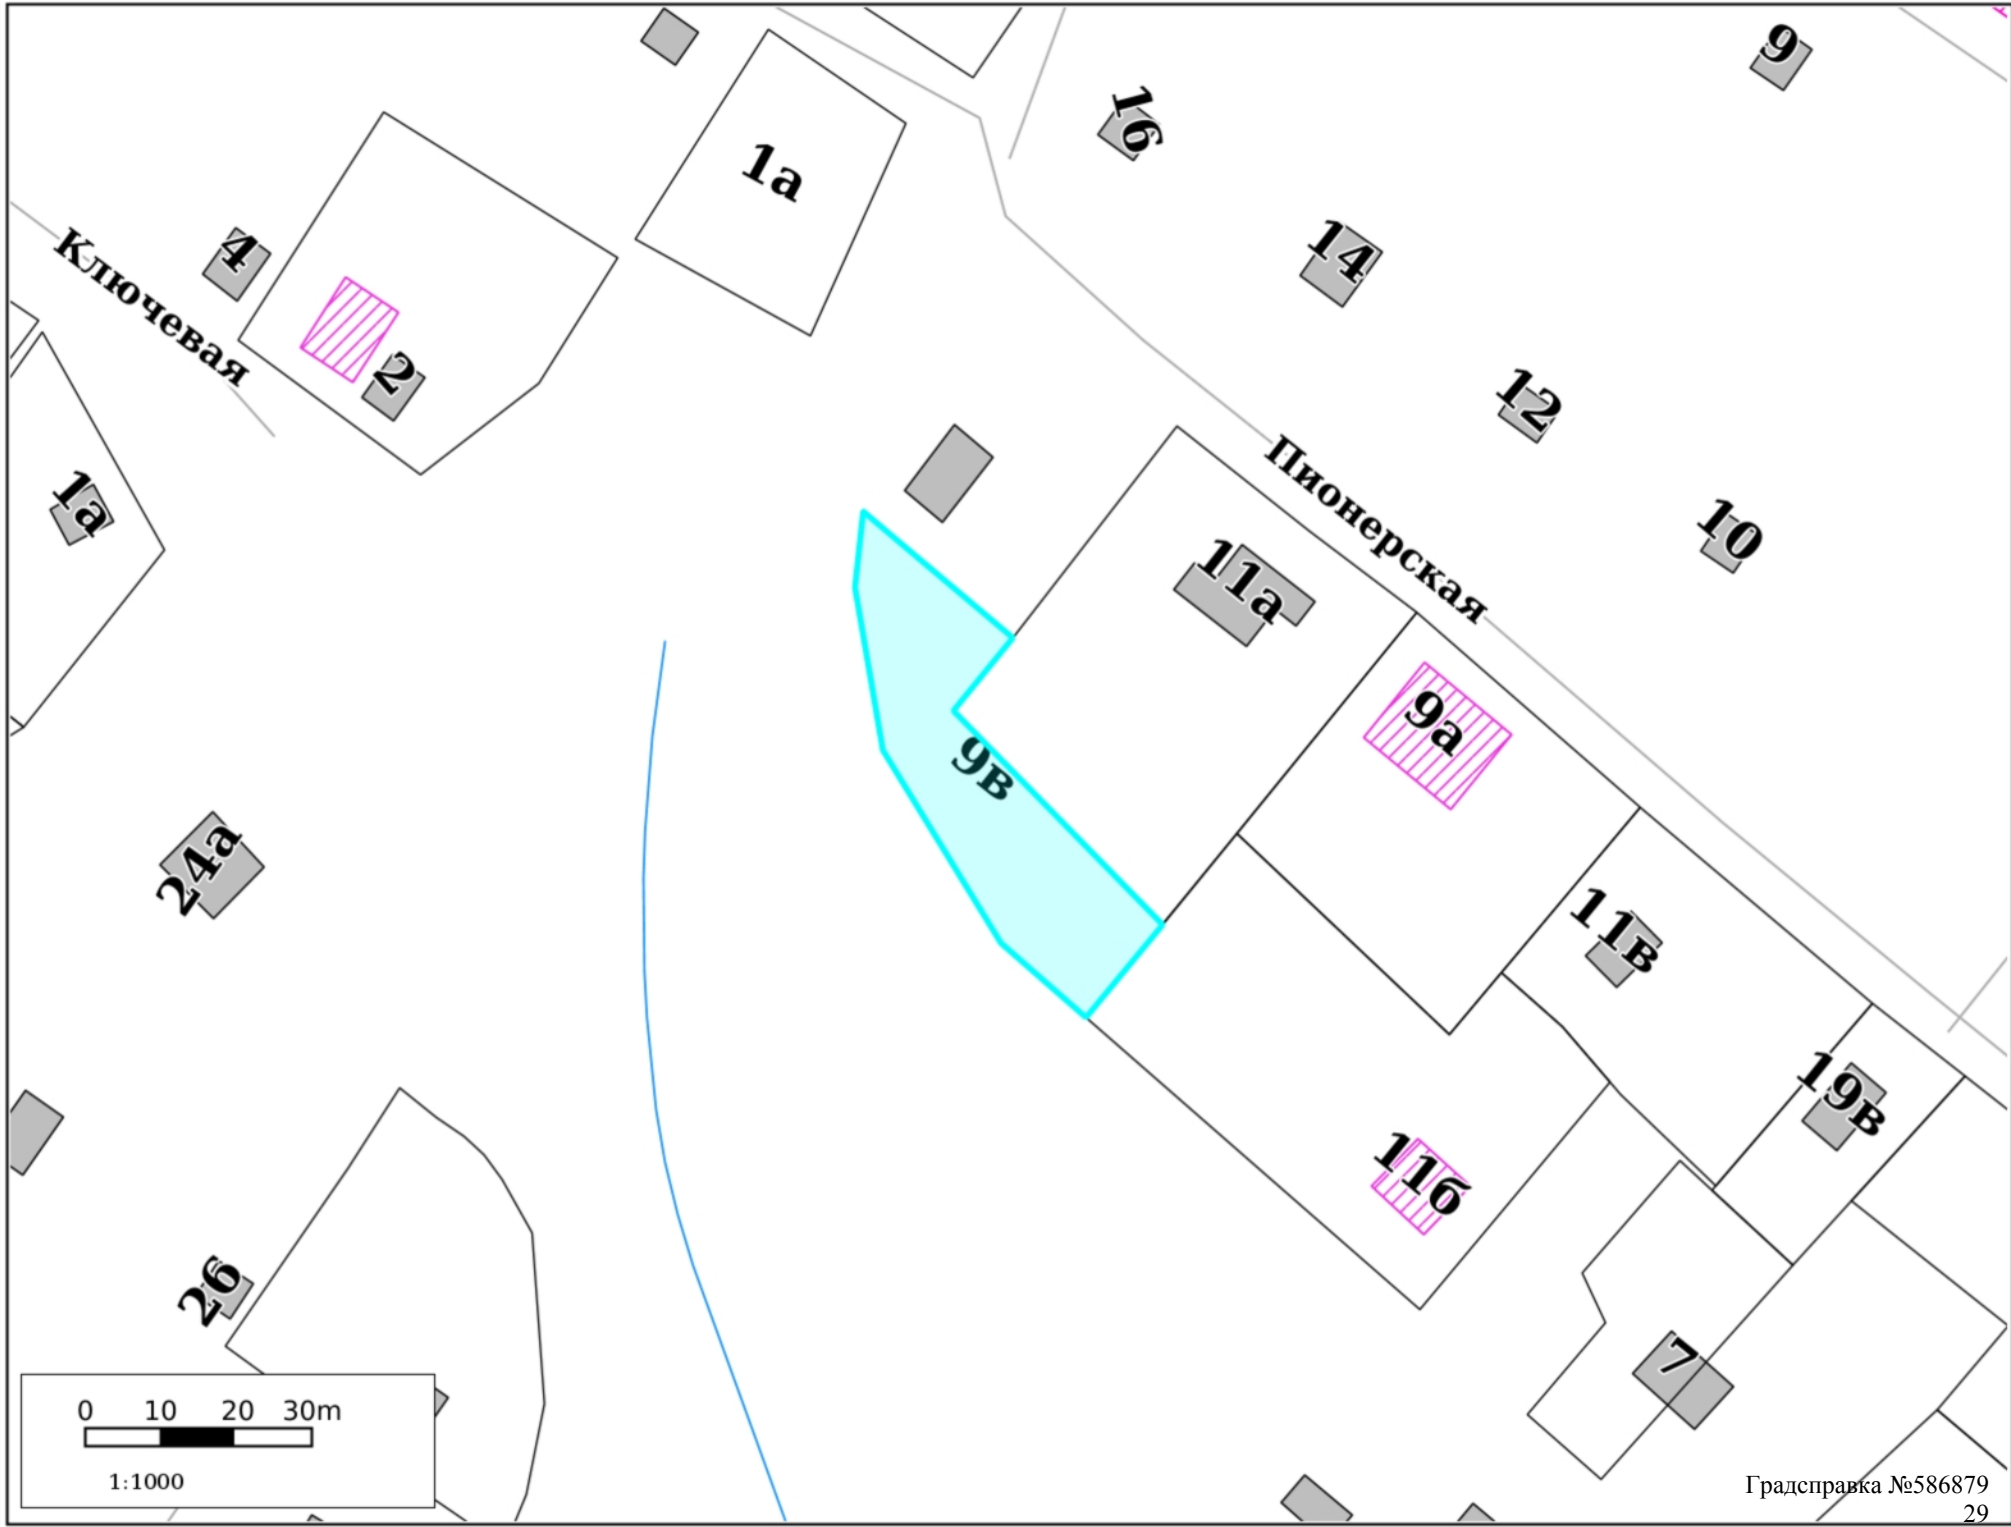 9
16
1а
14
4
Ключевая
2
12
Пионерская
10
1а
11а
9а
9в
24а
11в
19в
11б
26
7
0 10 20 30m
1:1000
Градсправка №586879
29